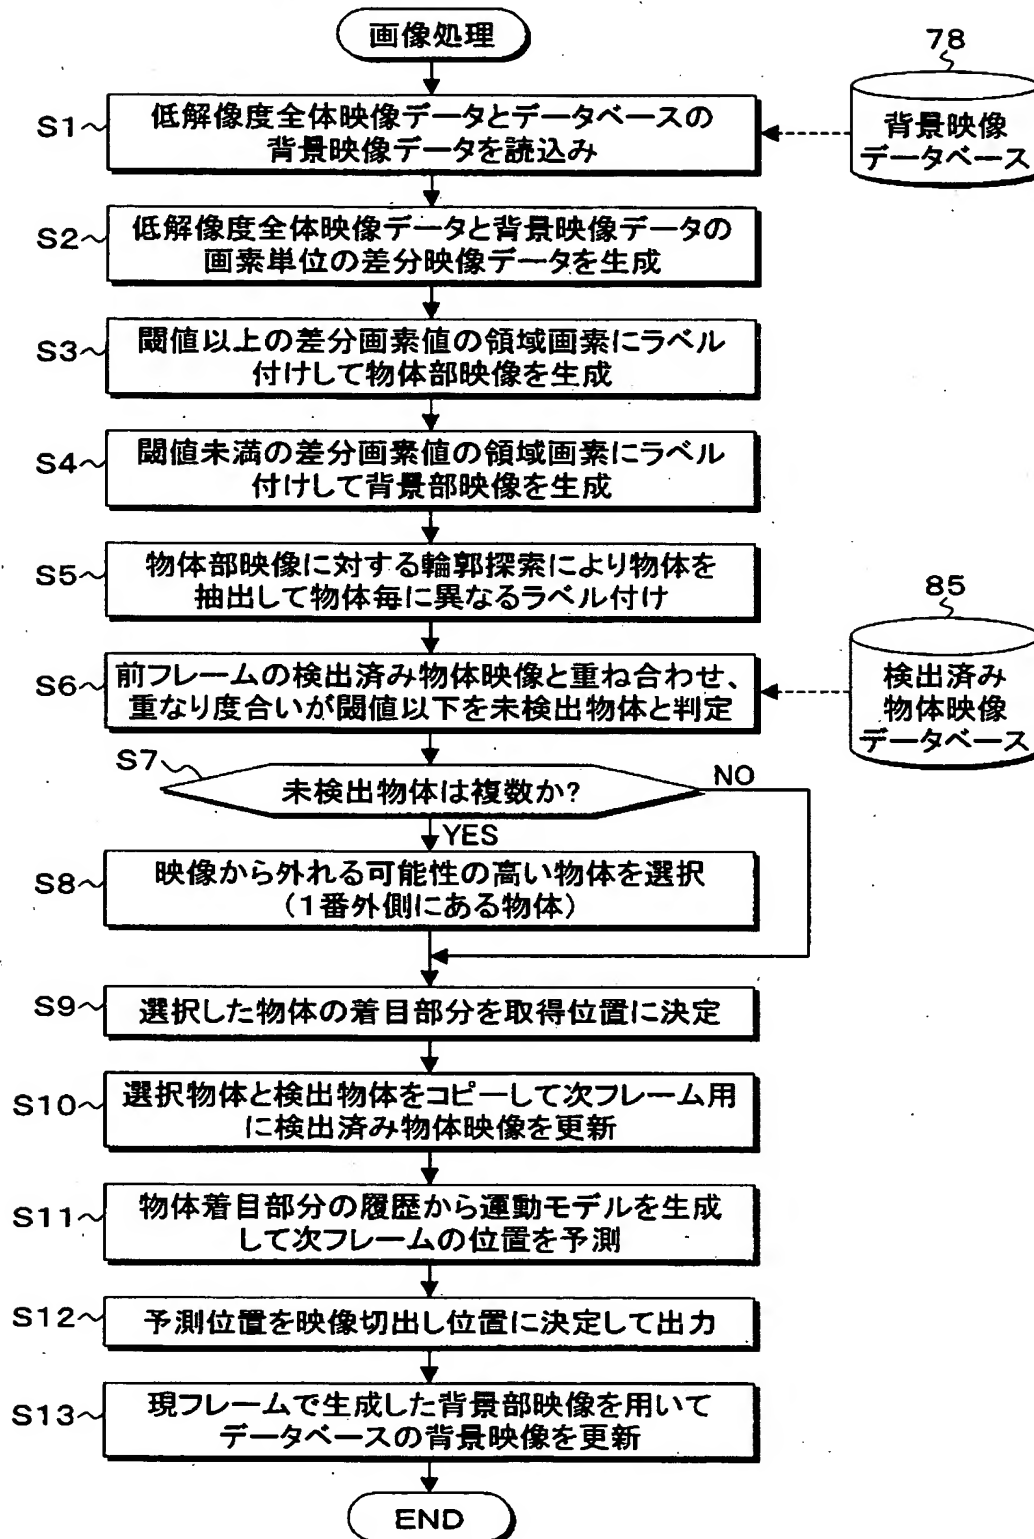 画像処理
78
背景映像
データベース
S1
低解像度全体映像データとデータベースの
背景映像データを読込み
S2
低解像度全体映像データと背景映像データの
画素単位の差分映像データを生成
S3
閾値以上の差分画素値の領域画素にラベル
付けして物体部映像を生成
S4
閾値未満の差分画素値の領域画素にラベル
付けして背景部映像を生成
S5
物体部映像に対する輪郭探索により物体を
抽出して物体毎に異なるラベル付け
85
検出済み
物体映像
データベース
S6
前フレームの検出済み物体映像と重ね合わせ、
重なり度合いが閾値以下を未検出物体と判定
S7
未検出物体は複数か?
NO
YES
S8
映像から外れる可能性の高い物体を選択
(1番外側にある物体)
S9
選択した物体の着目部分を取得位置に決定
S10
選択物体と検出物体をコピーして次フレーム用
に検出済み物体映像を更新
S11
物体着目部分の履歴から運動モデルを生成
して次フレームの位置を予測
S12
予測位置を映像切出し位置に決定して出力
S13
現フレームで生成した背景部映像を用いて
データベースの背景映像を更新
END